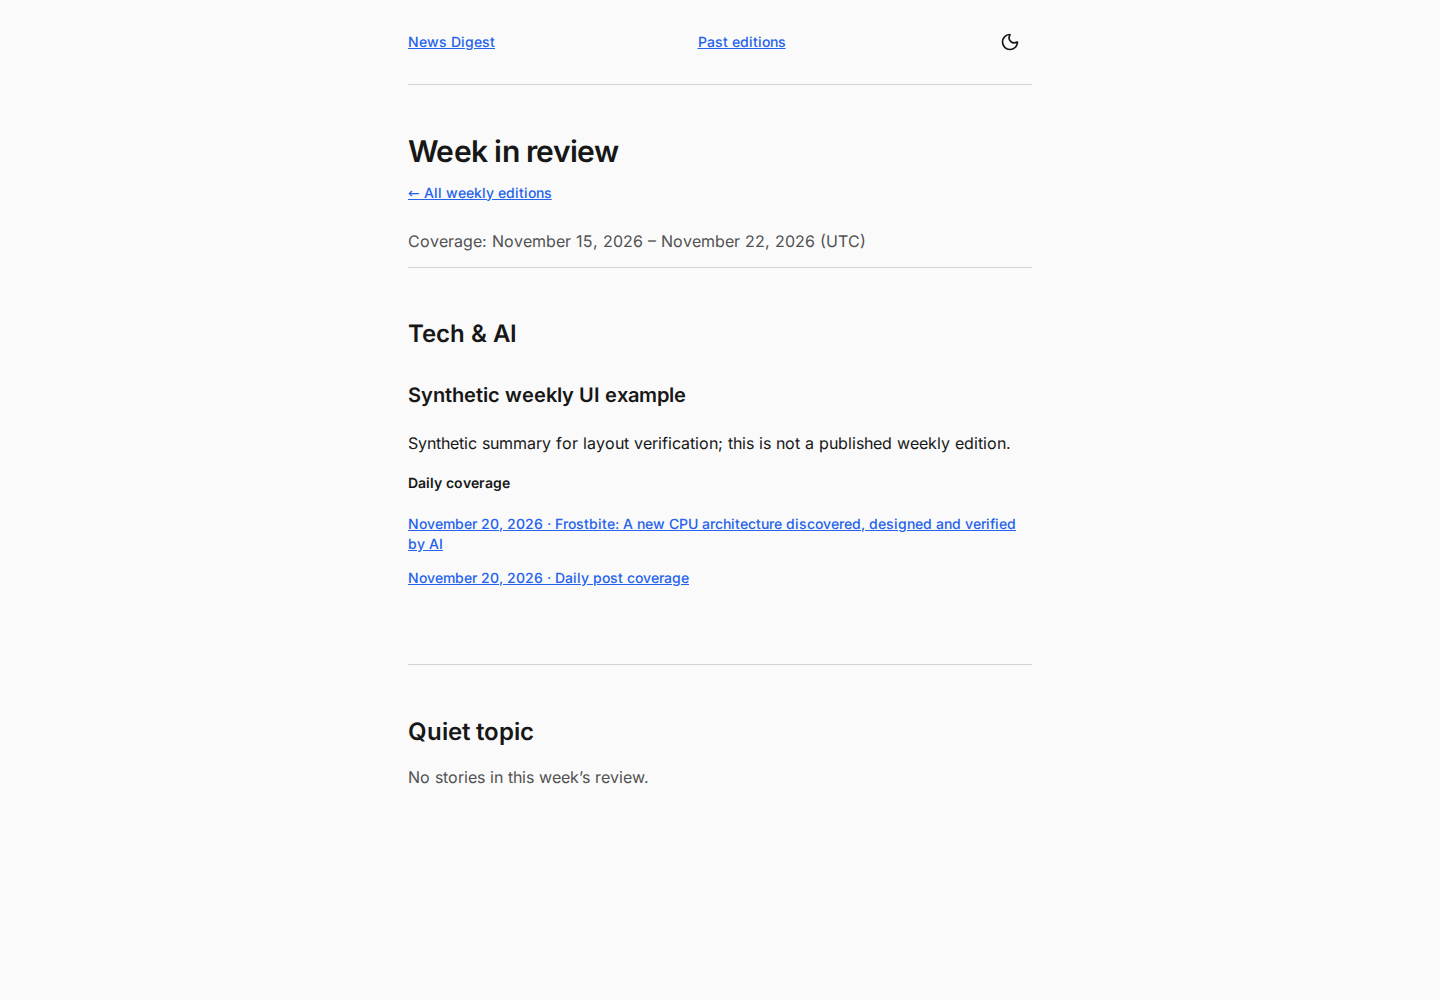 News Digest
Past editions
Week in review
← All weekly editions
Coverage: November 15, 2026 – November 22, 2026 (UTC)
Tech & AI
Synthetic weekly UI example
Synthetic summary for layout verification; this is not a published weekly edition.
Daily coverage
November 20, 2026 · Frostbite: A new CPU architecture discovered, designed and verified
by AI
November 20, 2026 · Daily post coverage
Quiet topic
No stories in this week’s review.